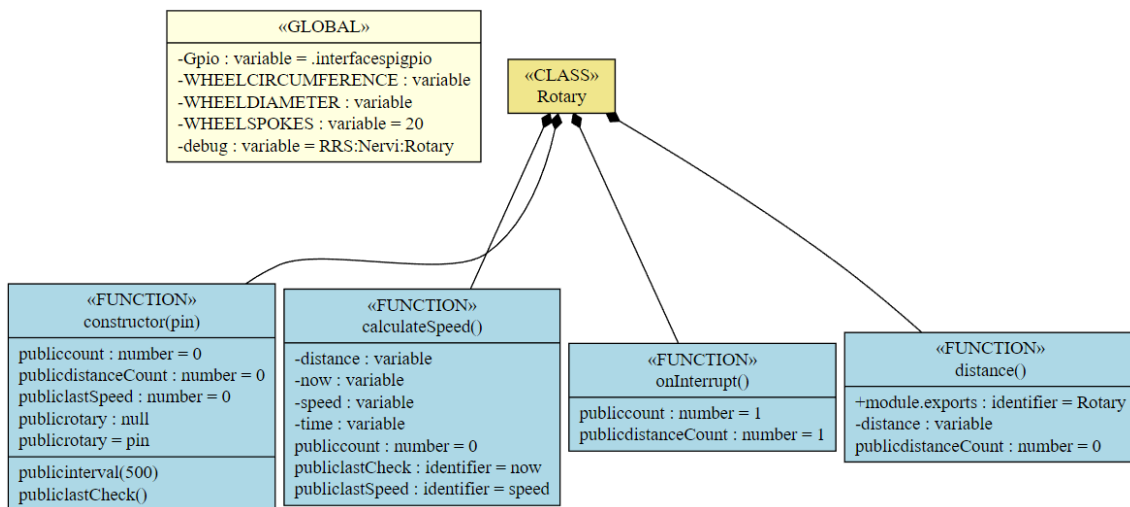 «GLOBAL»
-Gpio : variable = .interfacespigpio
-WHEELCIRCUMFERENCE : variable
-WHEELDIAMETER : variable
-WHEELSPOKES : variable = 20
-debug : variable = RRS:Nervi:Rotary
«CLASS»
Rotary
«FUNCTION»
constructor(pin)
publiccount : number = 0
publicdistanceCount : number = 0
publiclastSpeed : number = 0
publicrotary : null
publicrotary = pin
publicinterval(500)
publiclastCheck()
«FUNCTION»
calculateSpeed()
-distance : variable
-now : variable
-speed : variable
-time : variable
publiccount : number = 0
publiclastCheck : identifier = now
publiclastSpeed : identifier = speed
«FUNCTION»
onInterrupt()
publiccount : number = 1
publicdistanceCount : number = 1
«FUNCTION»
distance()
+module.exports : identifier = Rotary
-distance : variable
publicdistanceCount : number = 0